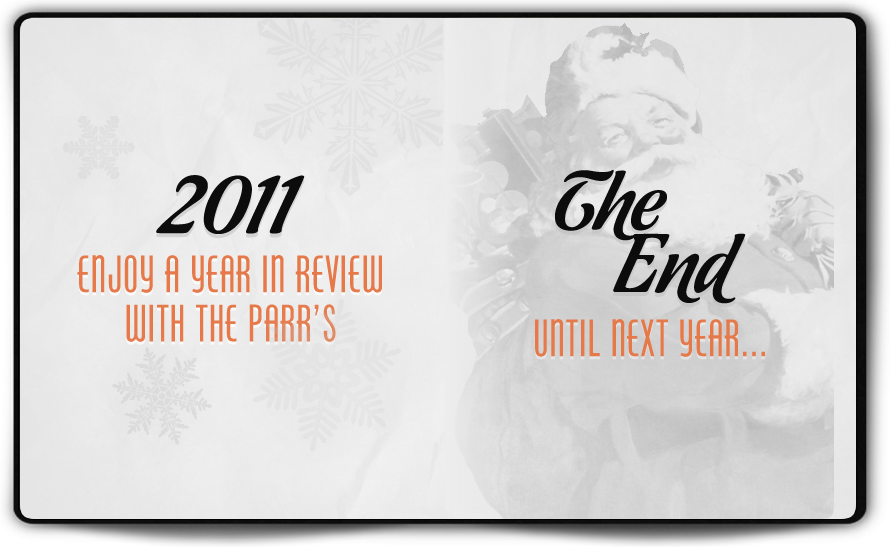 2011
ENJOY A YEAR IN REVIEW
WITH THE PARR'S
The
End
UNTIL NEXT YEAR...